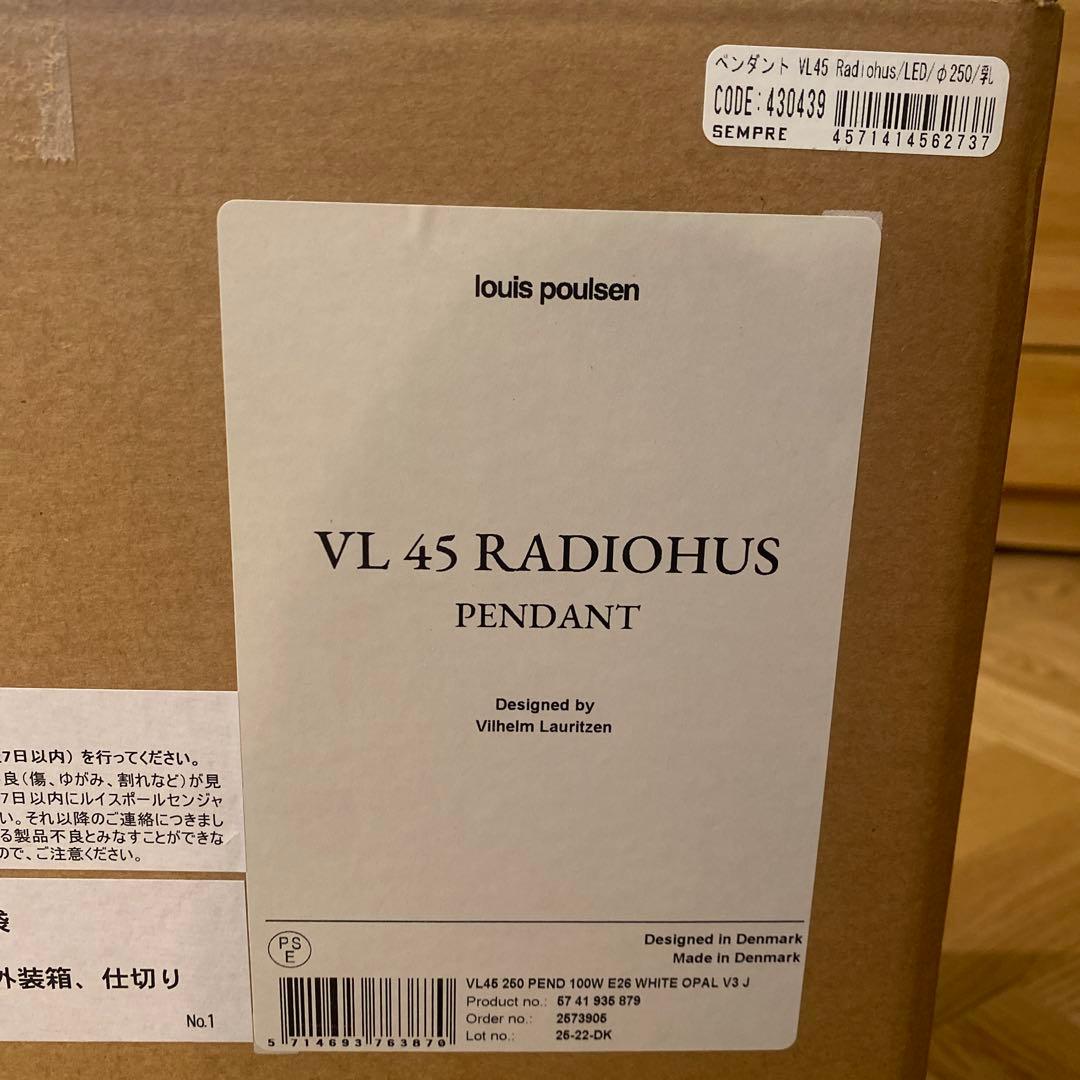 ペンダント VL45 Radiohus/LED/φ250/乳
CODE:430439
SEMPRE
4571414562737
louis poulsen
VL 45 RADIOHUS
PENDANT
Designed by
Vilhelm Lauritzen
7日以内）を行ってください。
良（傷、ゆがみ、割れなど）が見
7日以内にルイスポールセンジャ
い。それ以降のご連絡につきまし
る製品不良とみなすことができな
ので、ご注意ください。
外装箱、仕切り
No.1
Designed in Denmark
Made in Denmark
PS
E
VL45 250 PEND 100W E26 WHITE OPAL V3 J
Product no.: 57 41 935 879
Order no.: 2573905
Lot no.: 25-22-DK
5 714693 763870